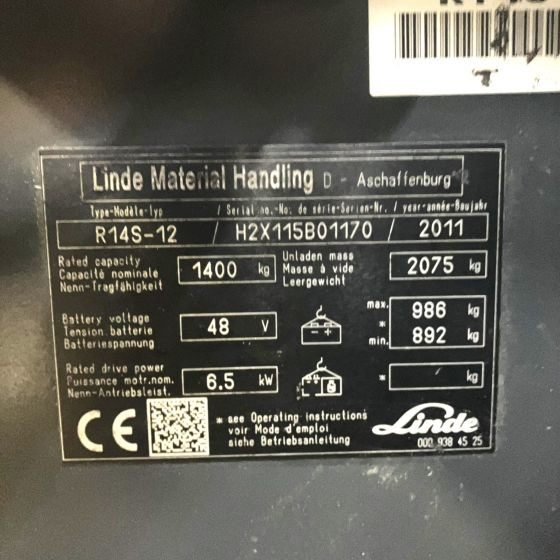 Linde Material Handling D - Aschaffenburg
Type-Modèle-Typ / Serial no.-No. de série-Serien-Nr. / year-année-Baujahr
R14S-12 / H2X115B01170 / 2011
Rated capacity
Capacité nominale
Nenn-Tragfähigkeit
1400 kg
Unladen mass
Masse à vide
Leergewicht
2075 kg
Battery voltage
Tension.batterie
Batteriespannung
48 V
max. 986 kg
*
min. 892 kg
Rated drive power
Puissance motr.nom.
Nenn-Antriebsleist.
6.5 kW
* kg
CE
* see Operating instructions
voir Mode d'emploi
siehe Betriebsanleitung
Linde
000 938 45 25